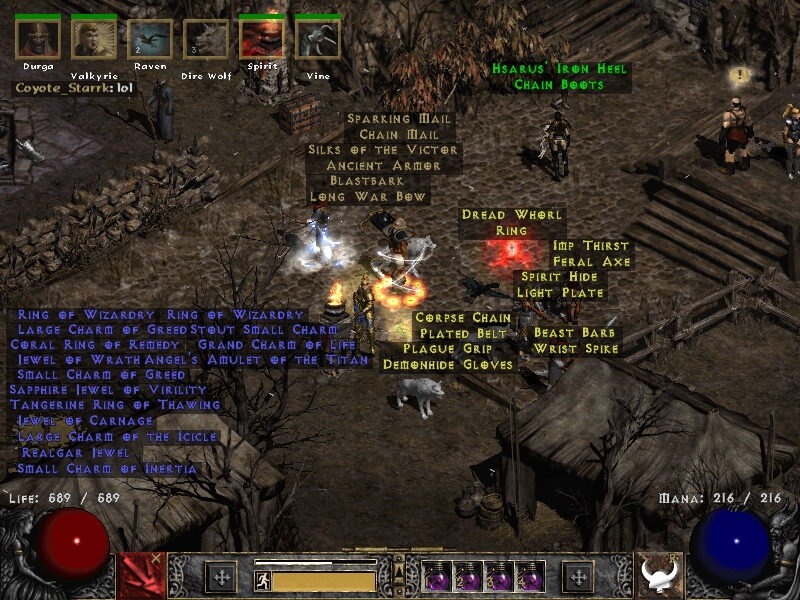 Durga
Valkyrie
2
Raven
3
Dire Wolf
Spirit
Vine
Coyote_Starrk: lol
Hsarus' Iron Heel
Chain Boots
!
Sparking Mail
Chain Mail
Silks of the Victor
Ancient Armor
Blastbark
Long War Bow
Dread Whorl
Ring
Imp Thirst
Feral Axe
Spirit Hide
Light Plate
Corpse Chain
Plated Belt
Beast Barb
Wrist Spike
Plague Grip
Demonhide Gloves
Ring of Wizardry Ring of Wizardry
Large Charm of Greed Stout Small Charm
Coral Ring of Remedy Grand Charm of Life
Jewel of Wrath Angel's Amulet of the Titan
Small Charm of Greed
Sapphire Jewel of Virility
Tangerine Ring of Thawing
Jewel of Carnage
Large Charm of the Icicle
Realgar Jewel
Small Charm of Inertia
Life: 589 / 589
Mana: 216 / 216